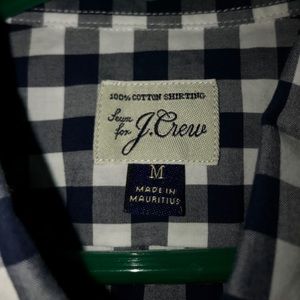 100% COTTON SHIRTING
Sewn
for
J.Crew
M
MADE IN
MAURITIUS